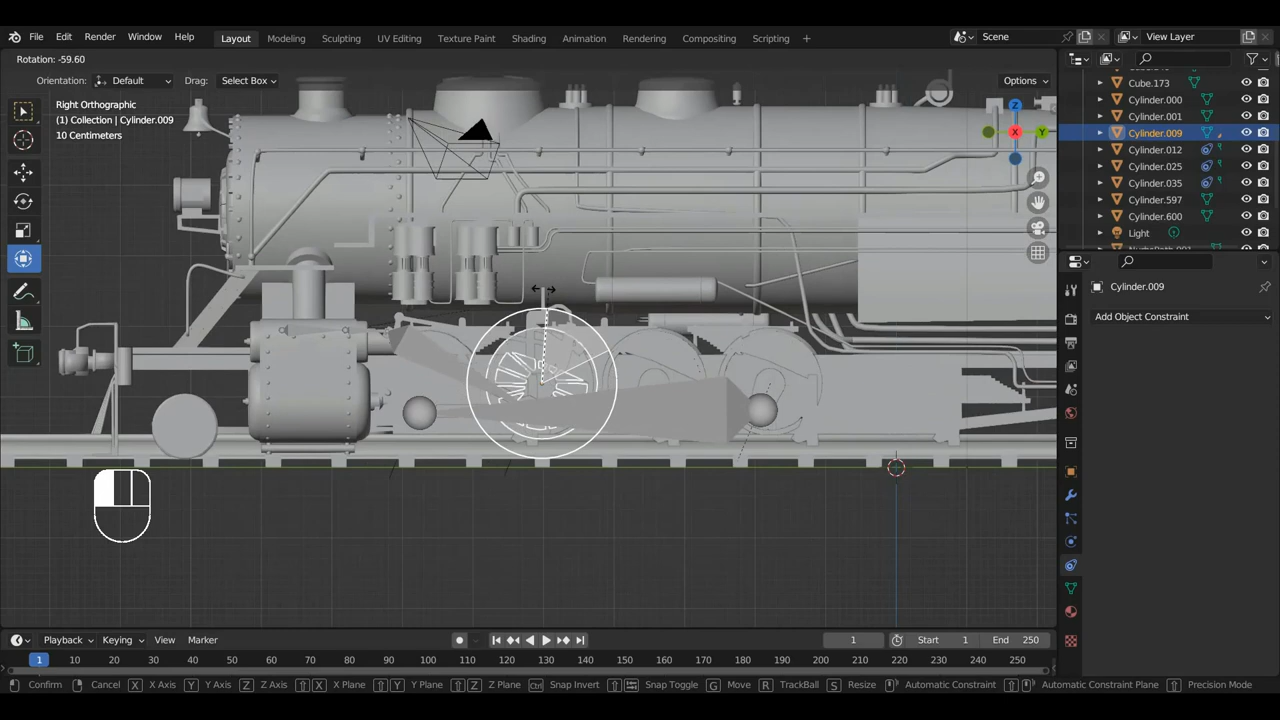 File Edit Render Window Help Layout Modeling Sculpting UV Editing Texture Paint Shading Animation Rendering Compositing Scripting + Scene View Layer
Rotation: -59.60
Orientation: Default Drag: Select Box Options
Right Orthographic
(1) Collection | Cylinder.009
10 Centimeters
Z
Y
X
Cube.173
Cylinder.000
Cylinder.001
Cylinder.009
Cylinder.012
Cylinder.025
Cylinder.035
Cylinder.597
Cylinder.600
Light
Cylinder.009
Add Object Constraint
Playback Keying View Marker 1 Start 1 End 250
1 10 20 30 40 50 60 70 80 90 100 110 120 130 140 150 160 170 180 190 200 210 220 230 240 250
Confirm Cancel X X Axis Y Y Axis Z Z Axis X X Plane Y Y Plane Z Z Plane Ctrl Snap Invert Snap Toggle G Move R TrackBall S Resize Automatic Constraint Automatic Constraint Plane Precision Mode